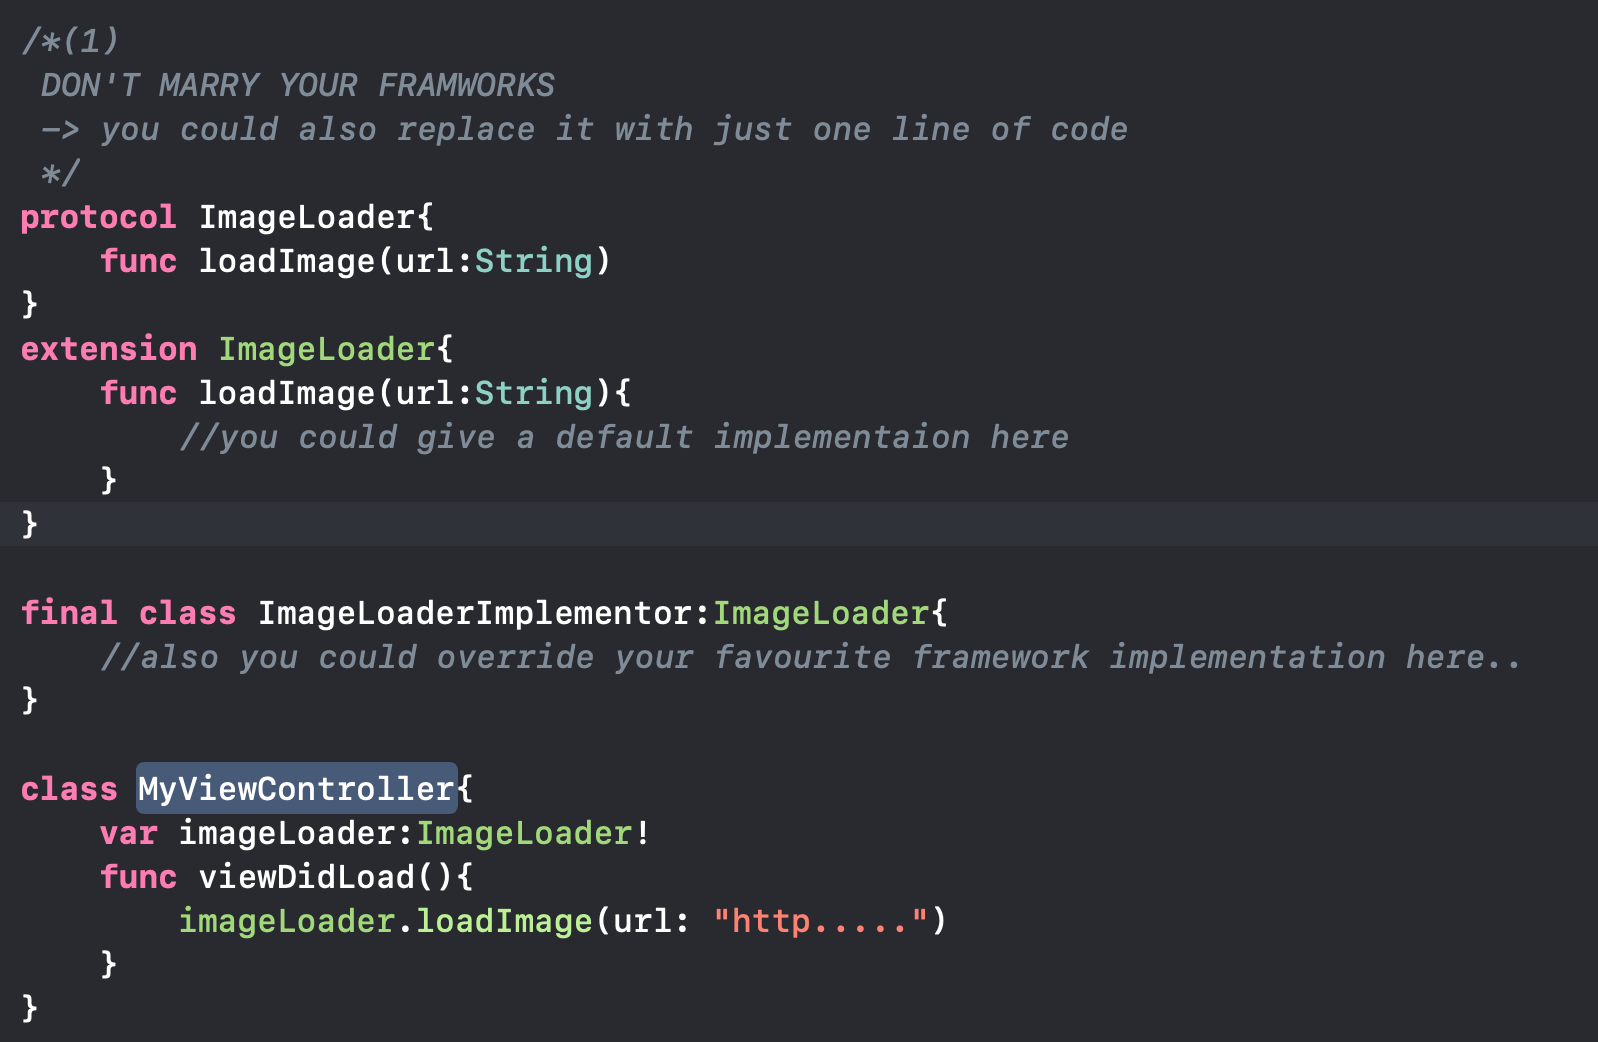 /*(1)
DON'T MARRY YOUR FRAMWORKS
-> you could also replace it with just one line of code
*/
protocol ImageLoader{
func loadImage(url:String)
}
extension ImageLoader{
func loadImage(url:String){
//you could give a default implementaion here
}
}
final class ImageLoaderImplementor:ImageLoader{
//also you could override your favourite framework implementation here..
}
class MyViewController{
var imageLoader:ImageLoader!
func viewDidLoad(){
imageLoader.loadImage(url: "http.....")
}
}